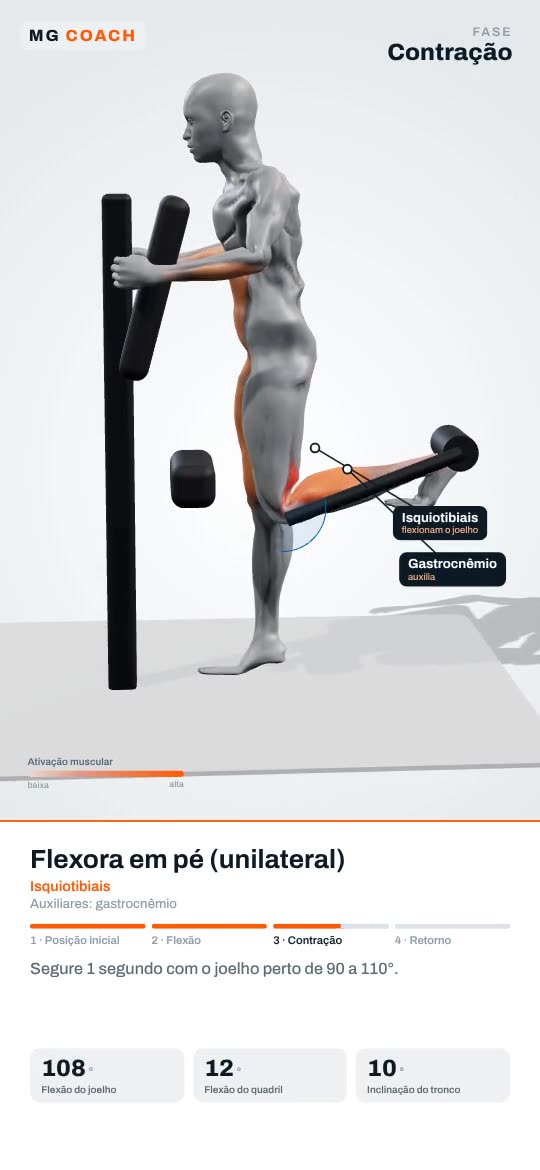 MG COACH
FASE
Contração
Isquiotibiais
flexionam o joelho
Gastrocnêmio
auxilia
Ativação muscular
baixa alta
Flexora em pé (unilateral)
Isquiotibiais
Auxiliares: gastrocnêmio
1 · Posição inicial 2 · Flexão 3 · Contração 4 · Retorno
Segure 1 segundo com o joelho perto de 90 a 110°.
108° 12° 10°
Flexão do joelho Flexão do quadril Inclinação do tronco